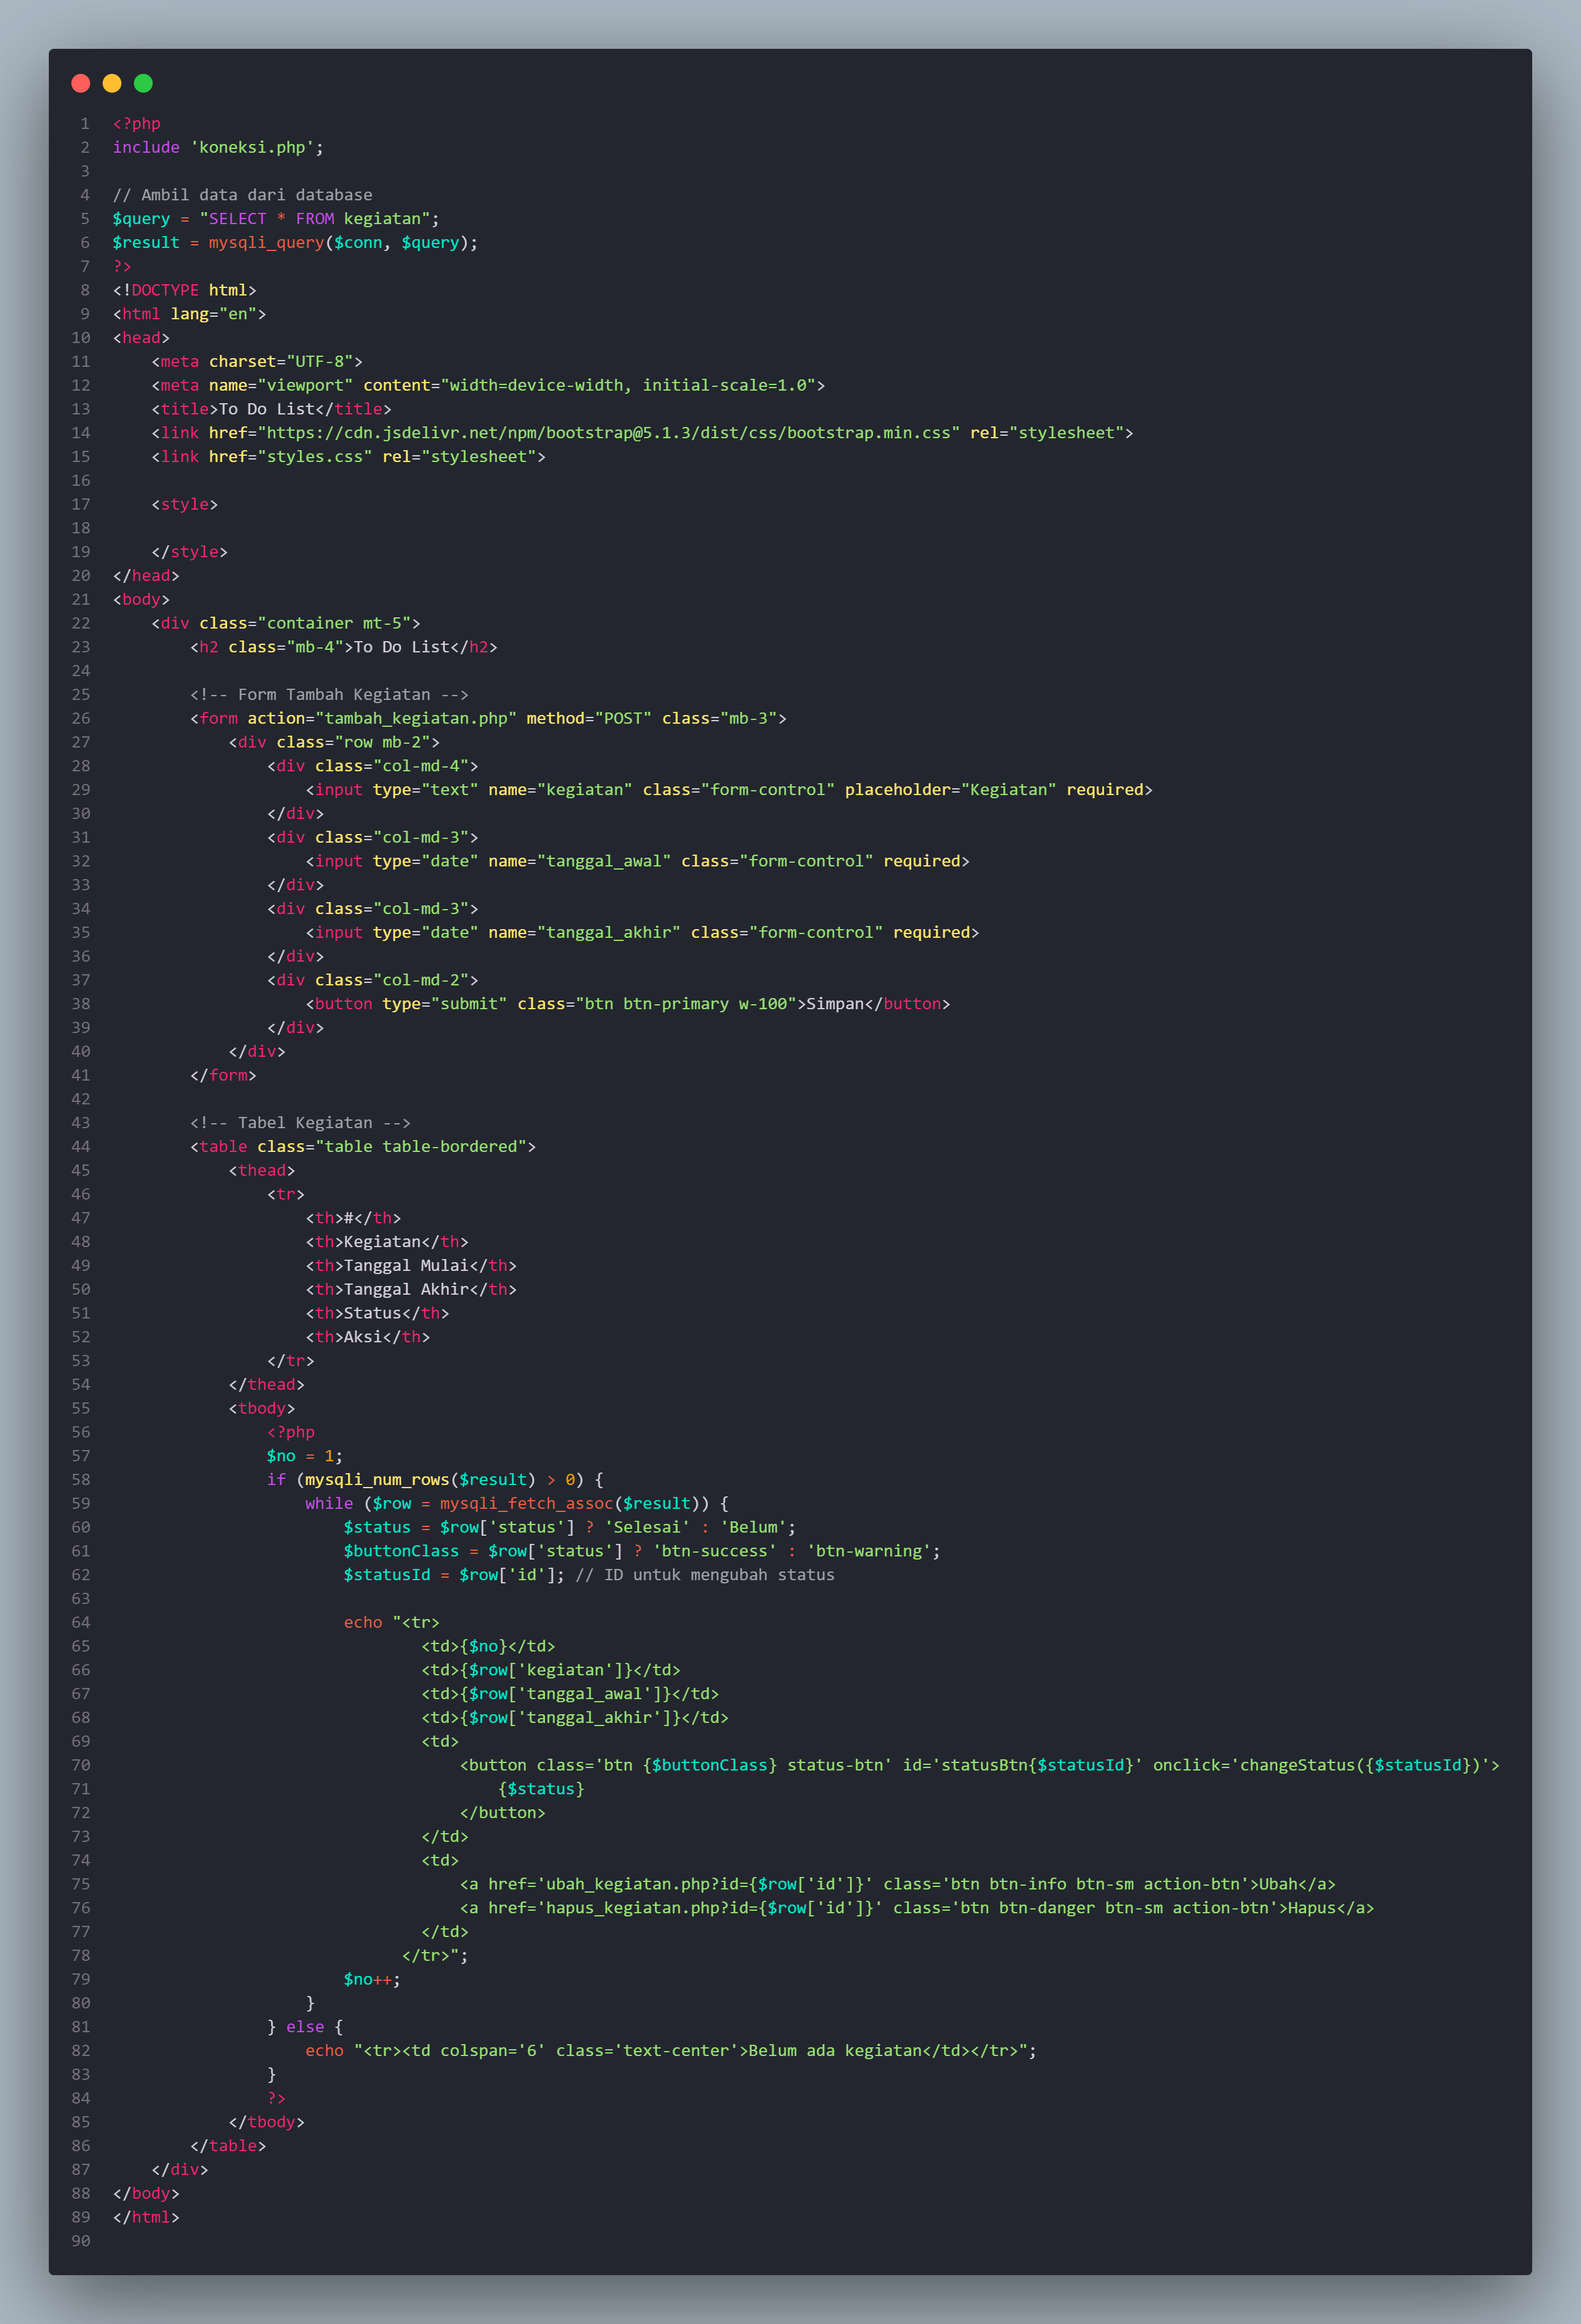 1 <?php
2 include 'koneksi.php';
3
4 // Ambil data dari database
5 $query = "SELECT * FROM kegiatan";
6 $result = mysqli_query($conn, $query);
7 ?>
8 <!DOCTYPE html>
9 <html lang="en">
10 <head>
11     <meta charset="UTF-8">
12     <meta name="viewport" content="width=device-width, initial-scale=1.0">
13     <title>To Do List</title>
14     <link href="https://cdn.jsdelivr.net/npm/bootstrap@5.1.3/dist/css/bootstrap.min.css" rel="stylesheet">
15     <link href="styles.css" rel="stylesheet">
16
17     <style>
18
19     </style>
20 </head>
21 <body>
22     <div class="container mt-5">
23         <h2 class="mb-4">To Do List</h2>
24
25         <!-- Form Tambah Kegiatan -->
26         <form action="tambah_kegiatan.php" method="POST" class="mb-3">
27             <div class="row mb-2">
28                 <div class="col-md-4">
29                     <input type="text" name="kegiatan" class="form-control" placeholder="Kegiatan" required>
30                 </div>
31                 <div class="col-md-3">
32                     <input type="date" name="tanggal_awal" class="form-control" required>
33                 </div>
34                 <div class="col-md-3">
35                     <input type="date" name="tanggal_akhir" class="form-control" required>
36                 </div>
37                 <div class="col-md-2">
38                     <button type="submit" class="btn btn-primary w-100">Simpan</button>
39                 </div>
40             </div>
41         </form>
42
43         <!-- Tabel Kegiatan -->
44         <table class="table table-bordered">
45             <thead>
46                 <tr>
47                     <th>#</th>
48                     <th>Kegiatan</th>
49                     <th>Tanggal Mulai</th>
50                     <th>Tanggal Akhir</th>
51                     <th>Status</th>
52                     <th>Aksi</th>
53                 </tr>
54             </thead>
55             <tbody>
56                 <?php
57                 $no = 1;
58                 if (mysqli_num_rows($result) > 0) {
59                     while ($row = mysqli_fetch_assoc($result)) {
60                         $status = $row['status'] ? 'Selesai' : 'Belum';
61                         $buttonClass = $row['status'] ? 'btn-success' : 'btn-warning';
62                         $statusId = $row['id']; // ID untuk mengubah status
63
64                         echo "<tr>
65                                 <td>{$no}</td>
66                                 <td>{$row['kegiatan']}</td>
67                                 <td>{$row['tanggal_awal']}</td>
68                                 <td>{$row['tanggal_akhir']}</td>
69                                 <td>
70                                     <button class='btn {$buttonClass} status-btn' id='statusBtn{$statusId}' onclick='changeStatus({$statusId})'>
71                                         {$status}
72                                     </button>
73                                 </td>
74                                 <td>
75                                     <a href='ubah_kegiatan.php?id={$row['id']}' class='btn btn-info btn-sm action-btn'>Ubah</a>
76                                     <a href='hapus_kegiatan.php?id={$row['id']}' class='btn btn-danger btn-sm action-btn'>Hapus</a>
77                                 </td>
78                               </tr>";
79                         $no++;
80                     }
81                 } else {
82                     echo "<tr><td colspan='6' class='text-center'>Belum ada kegiatan</td></tr>";
83                 }
84                 ?>
85             </tbody>
86         </table>
87     </div>
88 </body>
89 </html>
90